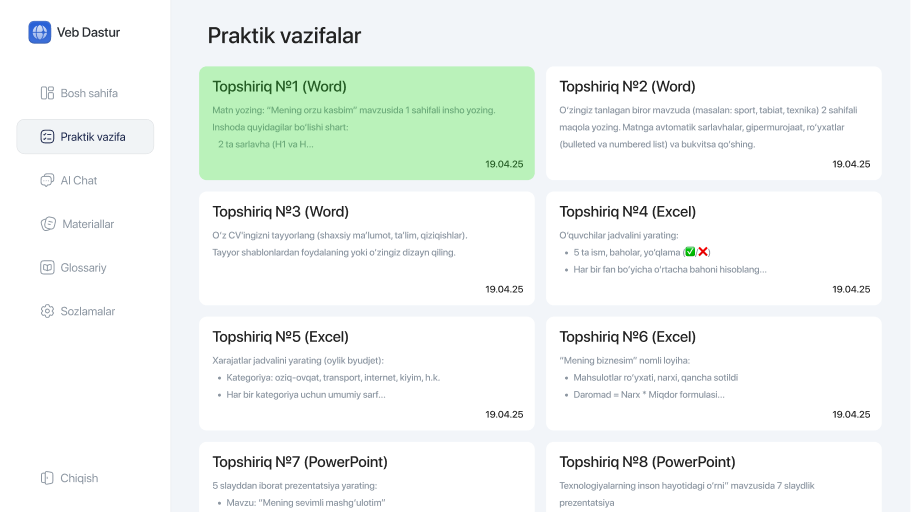 Veb Dastur
Bosh sahifa
Praktik vazifa
AI Chat
Materiallar
Glossariy
Sozlamalar
Chiqish
Praktik vazifalar
Topshiriq №1 (Word)
Matn yozing: “Mening orzu kasbim” mavzusida 1 sahifali insho yozing.
Inshoda quyidagilar bo‘lishi shart:
2 ta sarlavha (H1 va H...
19.04.25
Topshiriq №2 (Word)
O‘zingiz tanlagan biror mavzuda (masalan: sport, tabiat, texnika) 2 sahifali
maqola yozing. Matnga avtomatik sarlavhalar, gipermurojaat, ro‘yxatlar
(bulleted va numbered list) va bukvitsa qo‘shing.
19.04.25
Topshiriq №3 (Word)
O‘z CV’ingizni tayyorlang (shaxsiy ma’lumot, ta’lim, qiziqishlar).
Tayyor shablonlardan foydalaning yoki o‘zingiz dizayn qiling.
19.04.25
Topshiriq №4 (Excel)
O‘quvchilar jadvalini yarating:
• 5 ta ism, baholar, yo‘qlama (✅/❌)
• Har bir fan bo‘yicha o‘rtacha bahoni hisoblang...
19.04.25
Topshiriq №5 (Excel)
Xarajatlar jadvalini yarating (oylik byudjet):
• Kategoriya: oziq-ovqat, transport, internet, kiyim, h.k.
• Har bir kategoriya uchun umumiy sarf...
19.04.25
Topshiriq №6 (Excel)
“Mening biznesim” nomli loyiha:
• Mahsulotlar ro‘yxati, narxi, qancha sotildi
• Daromad = Narx * Miqdor formulasi...
19.04.25
Topshiriq №7 (PowerPoint)
5 slayddan iborat prezentatsiya yarating:
• Mavzu: “Mening sevimli mashg‘ulotim”
Topshiriq №8 (PowerPoint)
Texnologiyalarning inson hayotidagi o‘rni” mavzusida 7 slaydlik
prezentatsiya